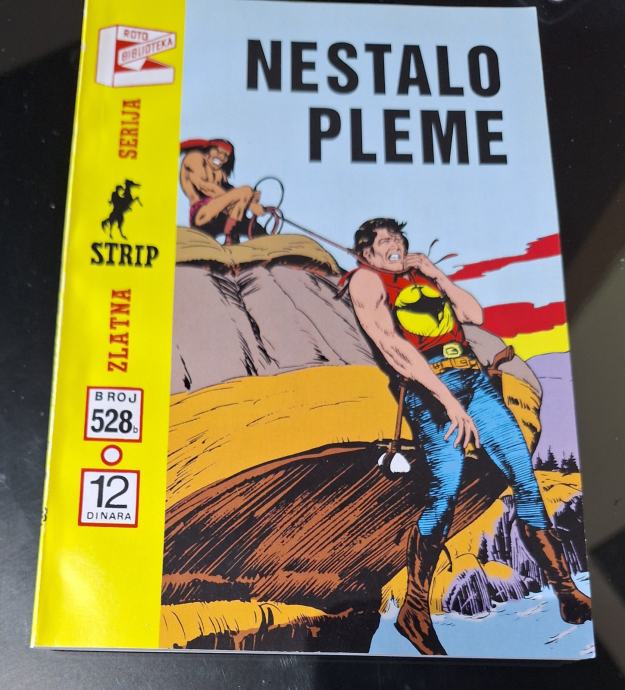 ROTO
BIBLIOTEKA
NESTALO
PLEME
ZLATNA
STRIP
SERIJA
BROJ
528b
12
DINARA